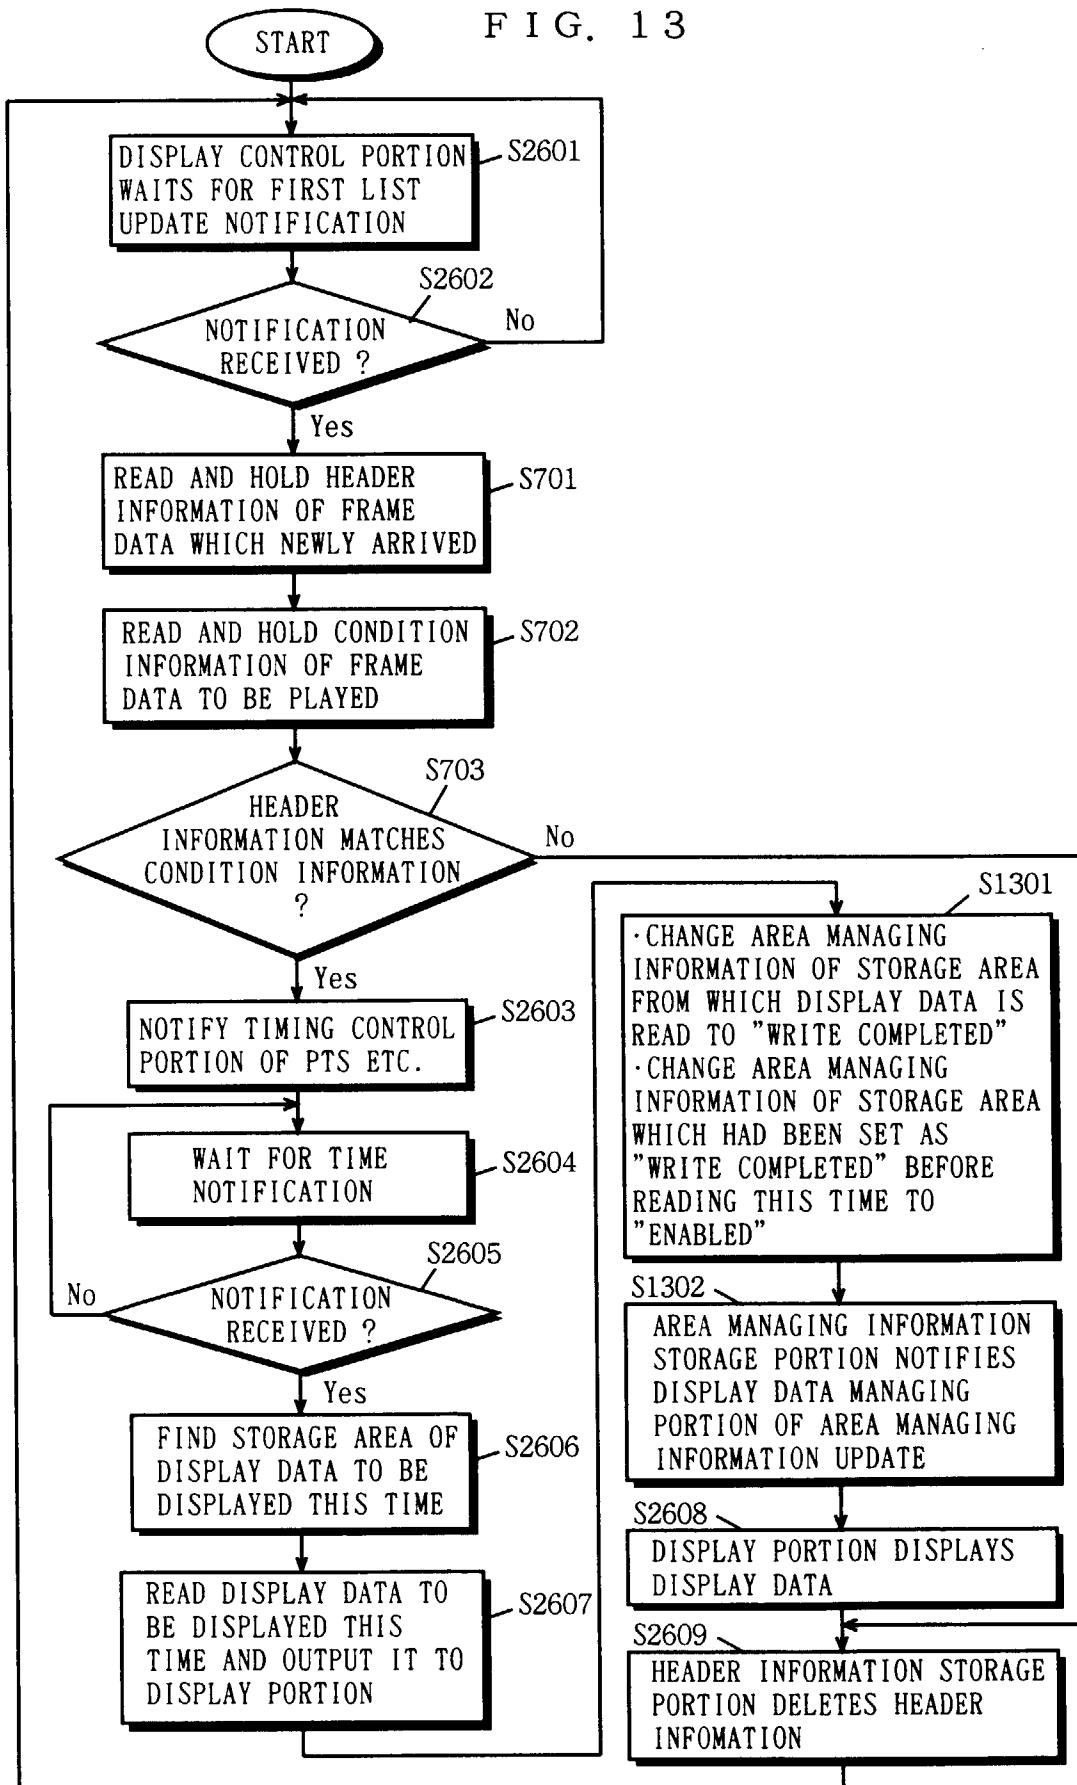 FIG. 13
START
S2601
DISPLAY CONTROL PORTION
WAITS FOR FIRST LIST
UPDATE NOTIFICATION
S2602
NOTIFICATION
RECEIVED ?
No
Yes
S701
READ AND HOLD HEADER
INFORMATION OF FRAME
DATA WHICH NEWLY ARRIVED
S702
READ AND HOLD CONDITION
INFORMATION OF FRAME
DATA TO BE PLAYED
S703
HEADER
INFORMATION MATCHES
CONDITION INFORMATION
?
No
Yes
S2603
NOTIFY TIMING CONTROL
PORTION OF PTS ETC.
S2604
WAIT FOR TIME
NOTIFICATION
S2605
NOTIFICATION
RECEIVED ?
No
Yes
S2606
FIND STORAGE AREA OF
DISPLAY DATA TO BE
DISPLAYED THIS TIME
S2607
READ DISPLAY DATA TO
BE DISPLAYED THIS
TIME AND OUTPUT IT TO
DISPLAY PORTION
S1301
·CHANGE AREA MANAGING
INFORMATION OF STORAGE AREA
FROM WHICH DISPLAY DATA IS
READ TO "WRITE COMPLETED"
·CHANGE AREA MANAGING
INFORMATION OF STORAGE AREA
WHICH HAD BEEN SET AS
"WRITE COMPLETED" BEFORE
READING THIS TIME TO
"ENABLED"
S1302
AREA MANAGING INFORMATION
STORAGE PORTION NOTIFIES
DISPLAY DATA MANAGING
PORTION OF AREA MANAGING
INFORMATION UPDATE
S2608
DISPLAY PORTION DISPLAYS
DISPLAY DATA
S2609
HEADER INFORMATION STORAGE
PORTION DELETES HEADER
INFOMATION